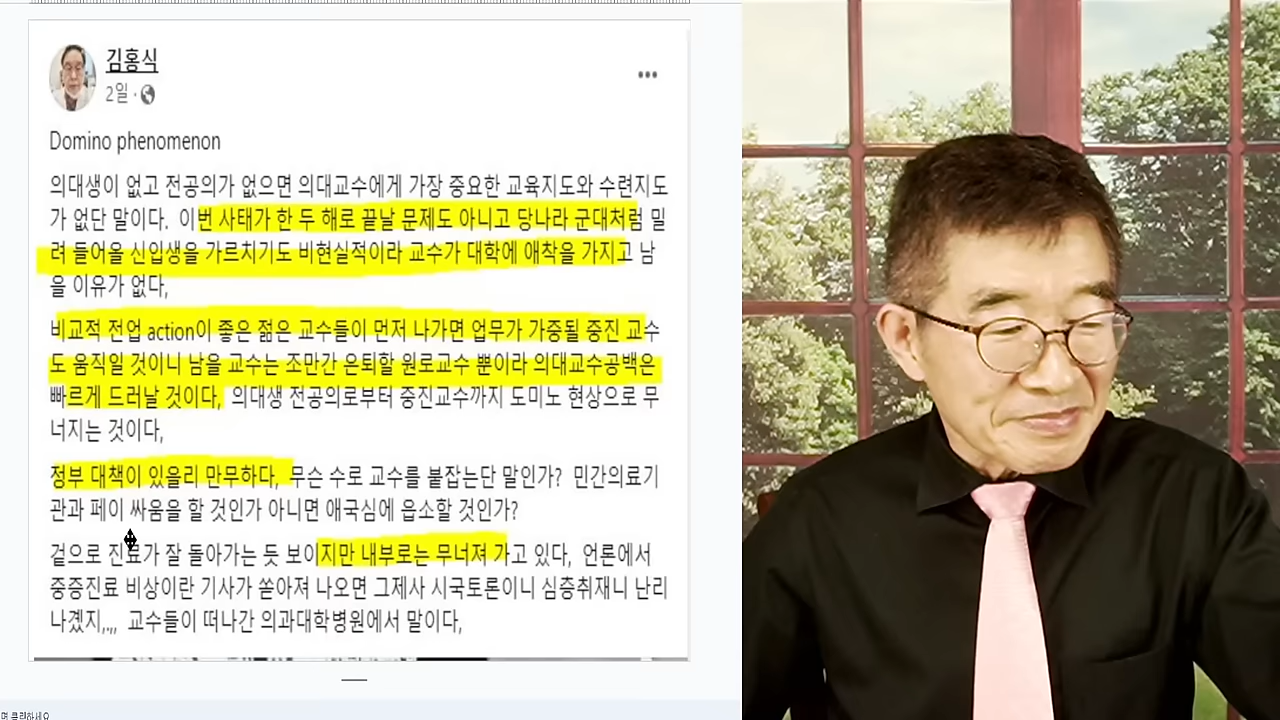 김홍식
2일 ·
Domino phenomenon
의대생이 없고 전공의가 없으면 의대교수에게 가장 중요한 교육지도와 수련지도
가 없단 말이다. 이번 사태가 한 두 해로 끝날 문제도 아니고 당나라 군대처럼 밀
려 들어올 신입생을 가르치기도 비현실적이라 교수가 대학에 애착을 가지고 남
을 이유가 없다,
비교적 전업 action이 좋은 젊은 교수들이 먼저 나가면 업무가 가중될 중진 교수
도 움직일 것이니 남을 교수는 조만간 은퇴할 원로교수 뿐이라 의대교수공백은
빠르게 드러날 것이다, 의대생 전공의로부터 중진교수까지 도미노 현상으로 무
너지는 것이다,
정부 대책이 있을리 만무하다, 무슨 수로 교수를 붙잡는단 말인가? 민간의료기
관과 페이 싸움을 할 것인가 아니면 애국심에 읍소할 것인가?
겉으로 진료가 잘 돌아가는 듯 보이지만 내부로는 무너져 가고 있다, 언론에서
중증진료 비상이란 기사가 쏟아져 나오면 그제사 시국토론이니 심층취재니 난리
나겠지,.,, 교수들이 떠나간 의과대학병원에서 말이다,